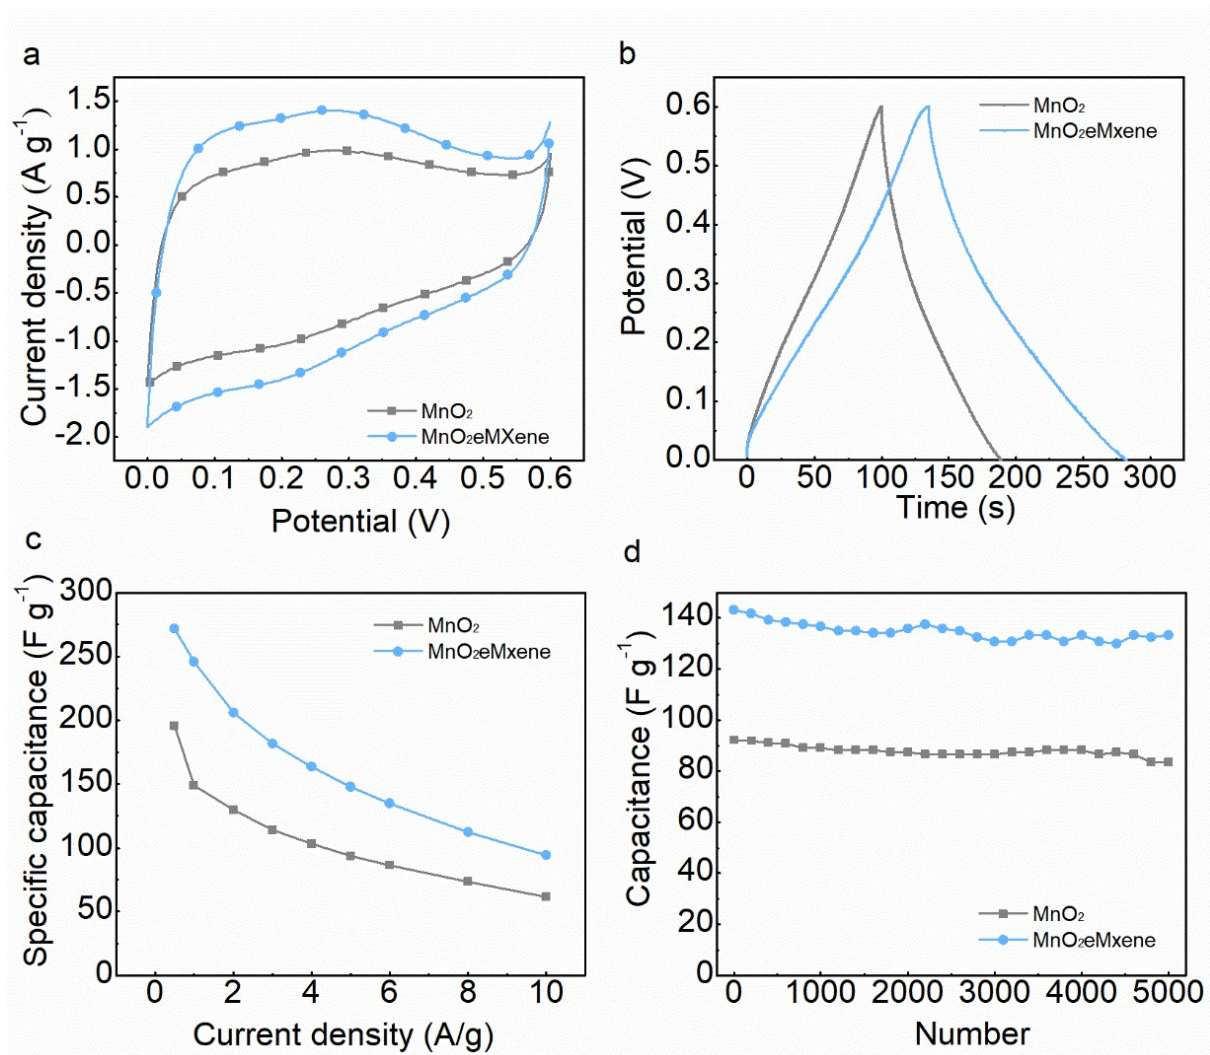 a
Current density (A g⁻¹)
1.5
1.0
0.5
0.0
-0.5
-1.0
-1.5
-2.0
MnO₂
MnO₂eMXene
0.0 0.1 0.2 0.3 0.4 0.5 0.6
Potential (V)
b
Potential (V)
0.6
0.5
0.4
0.3
0.2
0.1
0.0
MnO₂
MnO₂eMxene
0 50 100 150 200 250 300
Time (s)
c
Specific capacitance (F g⁻¹)
300
250
200
150
100
50
0
MnO₂
MnO₂eMxene
0 2 4 6 8 10
Current density (A/g)
d
Capacitance (F g⁻¹)
140
120
100
80
60
40
20
0
MnO₂
MnO₂eMxene
0 1000 2000 3000 4000 5000
Number